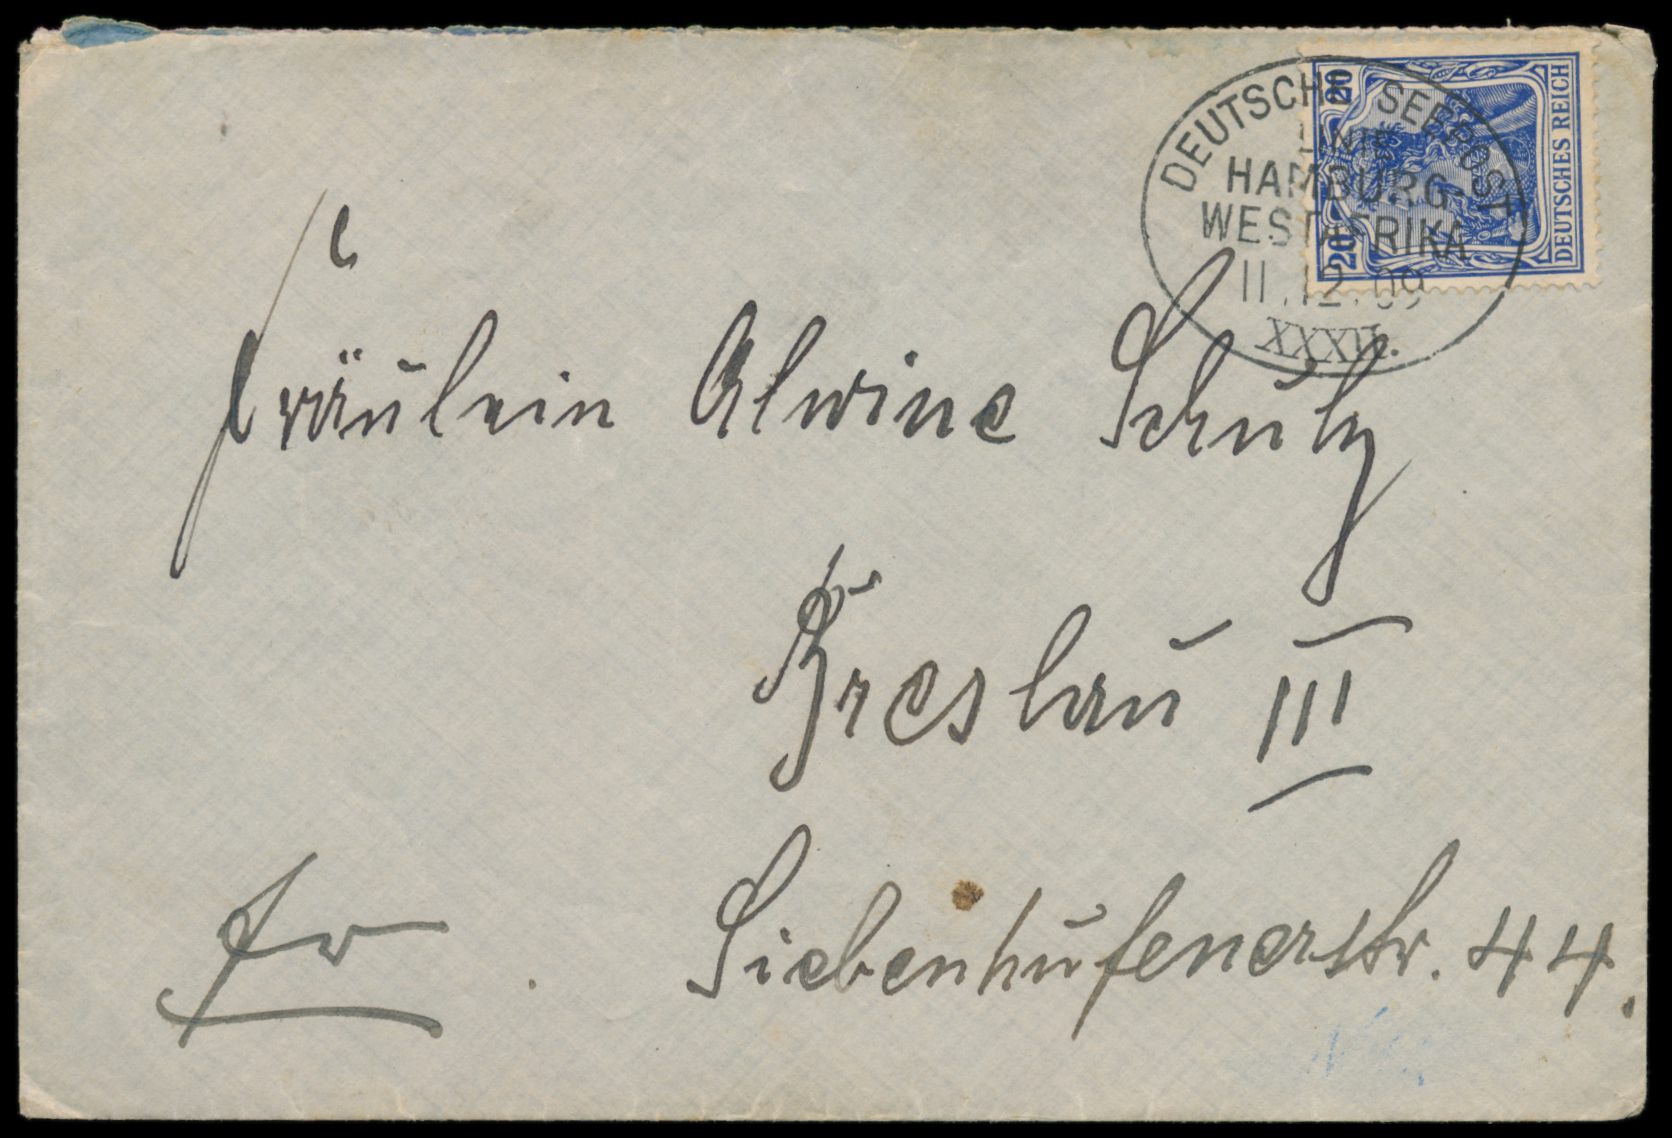 DEUTSCHE SEEPOST
LINIE
HAMBURG-
WESTAFRIKA
11.12.09
XXXII.
20
20
DEUTSCHES REICH
Fräulein Alwine Schulz
Breslau III
Siebenhufenerstr. 44.
fr